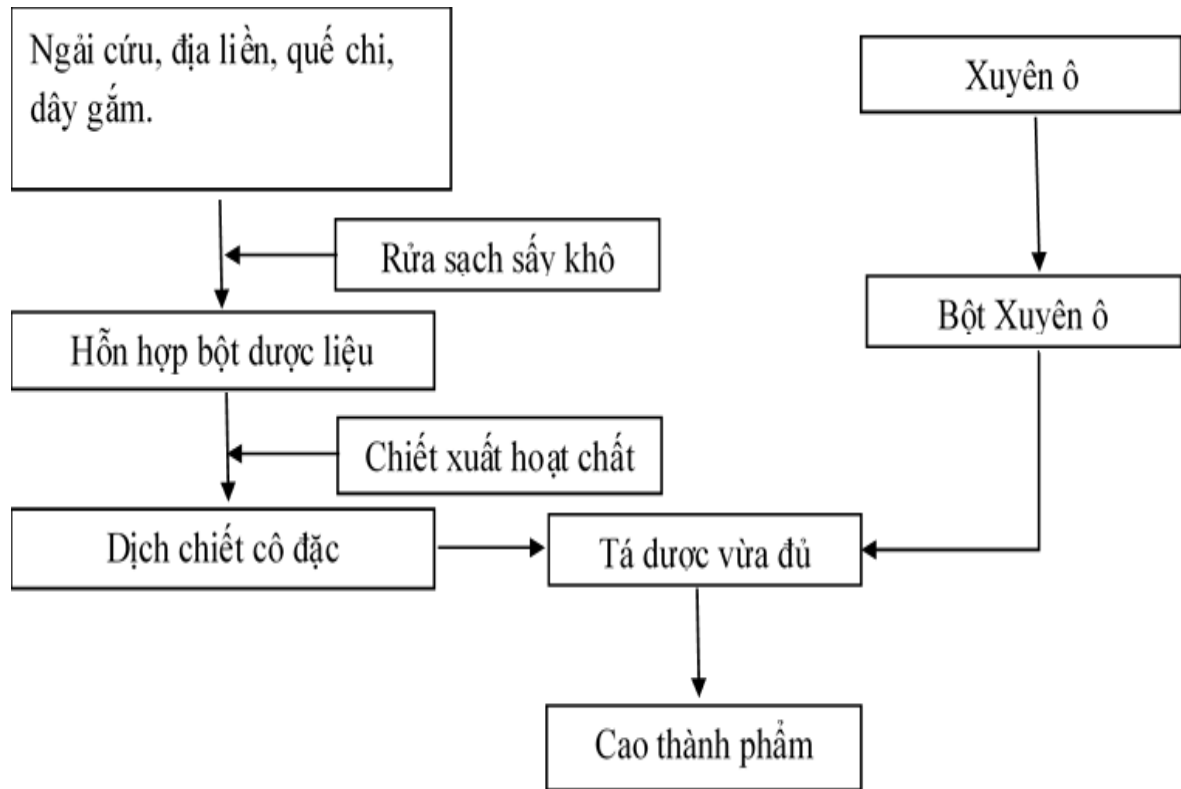 Ngải cứu, địa liền, quế chi,
dây gắm.
Xuyên ô
Rửa sạch sấy khô
Hỗn hợp bột dược liệu
Bột Xuyên ô
Chiết xuất hoạt chất
Dịch chiết cô đặc
Tá dược vừa đủ
Cao thành phẩm